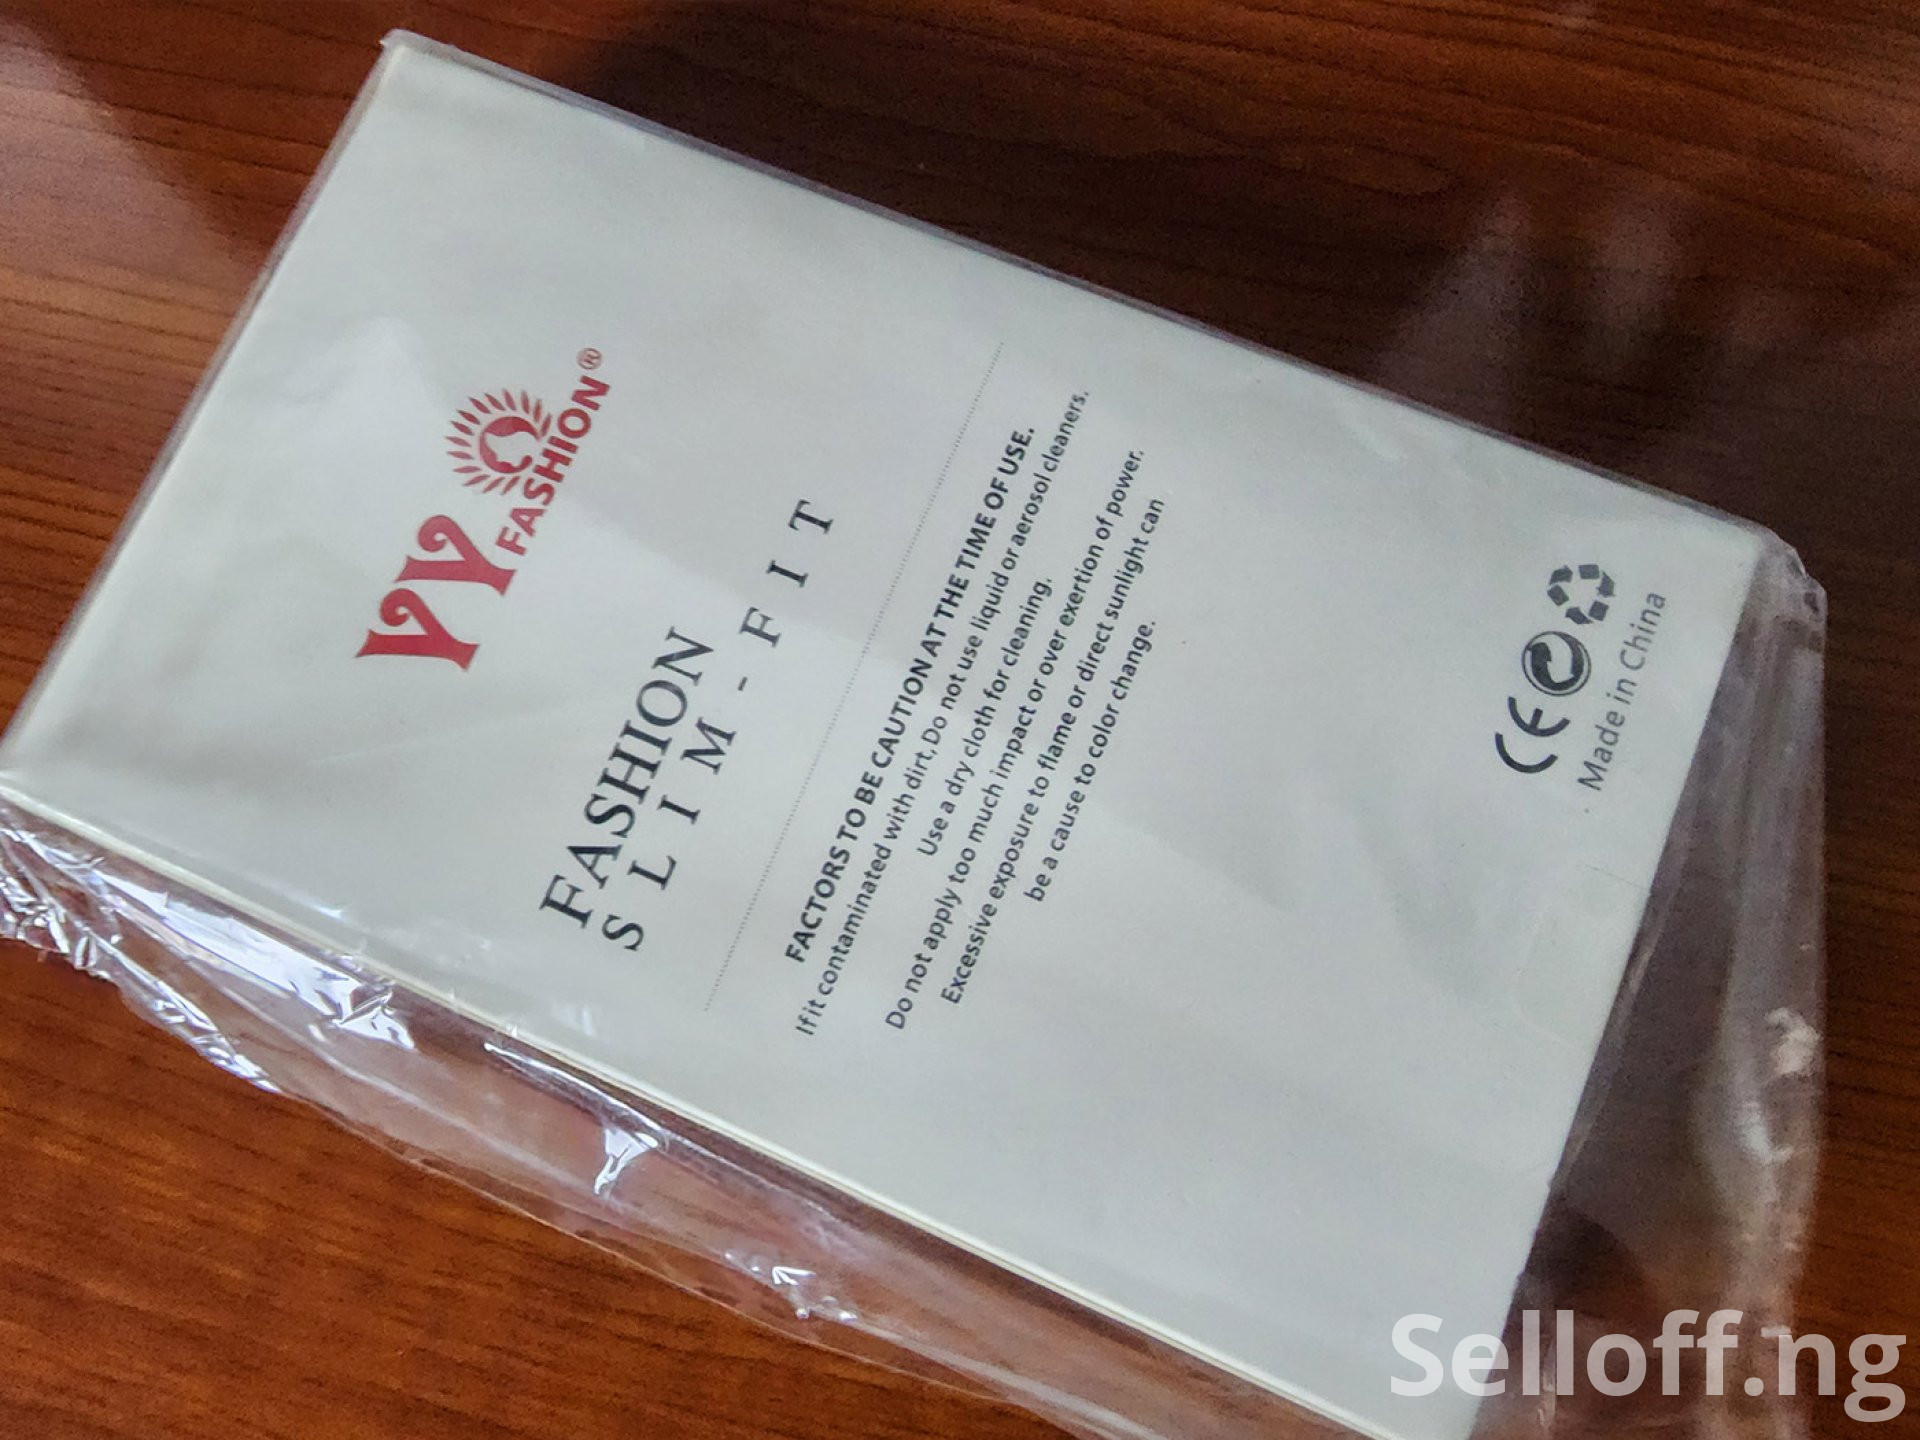 YY
FASHION®
FASHION
SLIM-FIT
FACTORS TO BE CAUTION AT THE TIME OF USE.
If it contaminated with dirt, Do not use liquid or aerosol cleaners.
Use a dry cloth for cleaning.
Do not apply too much impact or over exertion of power.
Excessive exposure to flame or direct sunlight can
be a cause to color change.
CE
Made in China
Selloff.ng